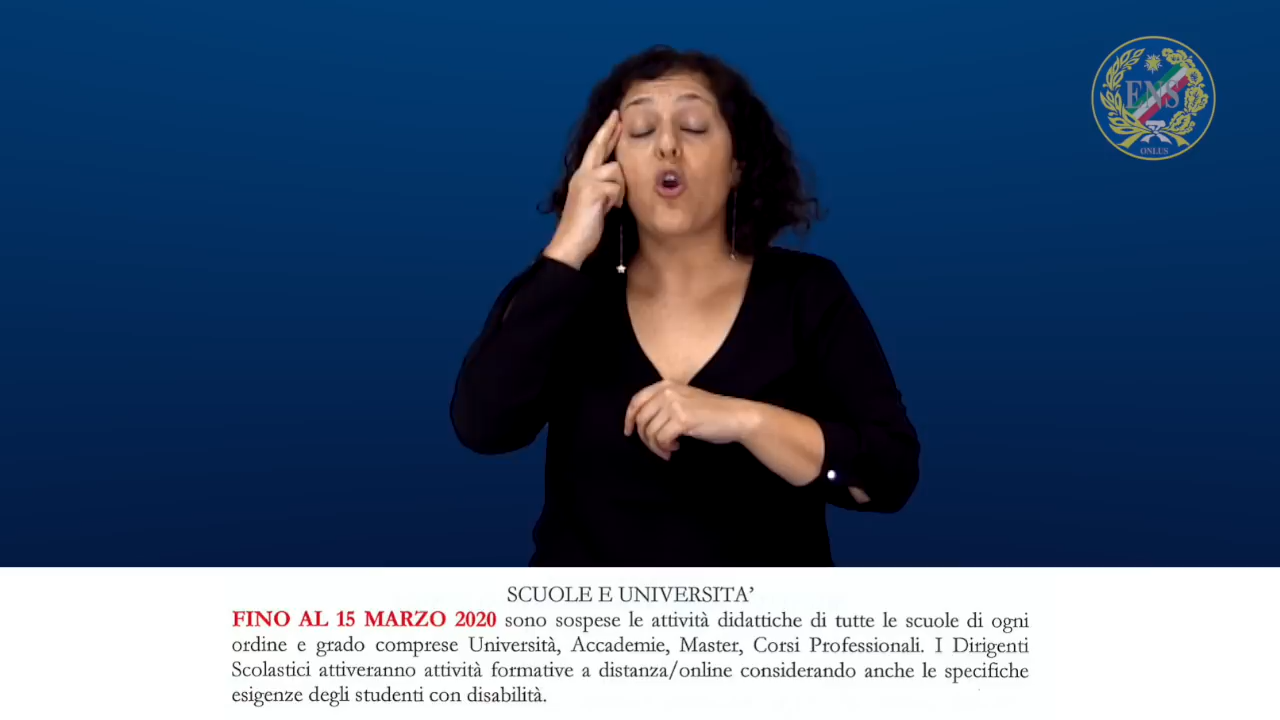 ENS
ONLUS
SCUOLE E UNIVERSITA’
FINO AL 15 MARZO 2020 sono sospese le attività didattiche di tutte le scuole di ogni
ordine e grado comprese Università, Accademie, Master, Corsi Professionali. I Dirigenti
Scolastici attiveranno attività formative a distanza/online considerando anche le specifiche
esigenze degli studenti con disabilità.